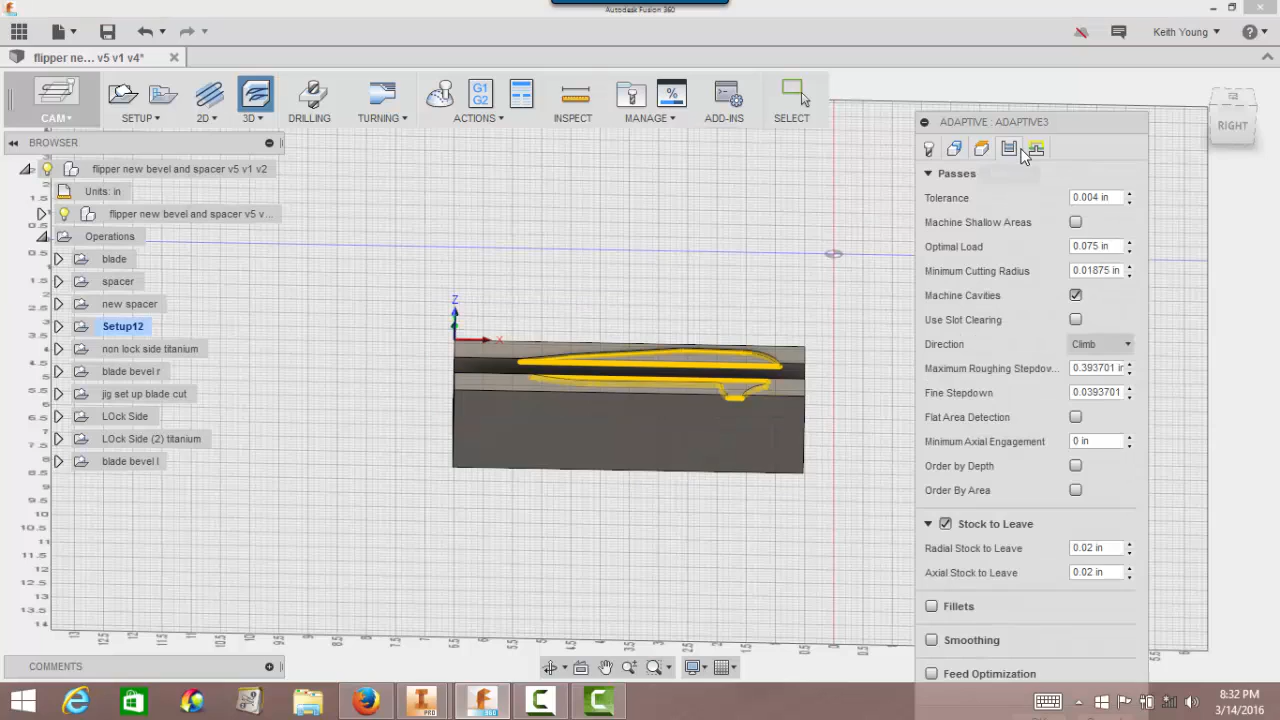 Autodesk Fusion 360
Keith Young
flipper ne... v5 v1 v4*
G1
G2
%
CAM
SETUP
2D
3D
DRILLING
TURNING
ACTIONS
INSPECT
MANAGE
ADD-INS
SELECT
RIGHT
BROWSER
flipper new bevel and spacer v5 v1 v2
Units: in
flipper new bevel and spacer v5 v...
Operations
blade
spacer
new spacer
Setup12
non lock side titanium
blade bevel r
jig set up blade cut
LOck Side
LOck Side (2) titanium
blade bevel l
Z
X
ADAPTIVE : ADAPTIVE3
Passes
Tolerance 0.004 in
Machine Shallow Areas
Optimal Load 0.075 in
Minimum Cutting Radius 0.01875 in
Machine Cavities
Use Slot Clearing
Direction Climb
Maximum Roughing Stepdov... 0.393701 i
Fine Stepdown 0.0393701
Flat Area Detection
Minimum Axial Engagement 0 in
Order by Depth
Order By Area
Stock to Leave
Radial Stock to Leave 0.02 in
Axial Stock to Leave 0.02 in
Fillets
Smoothing
Feed Optimization
COMMENTS
PRO
360
8:32 PM
3/14/2016